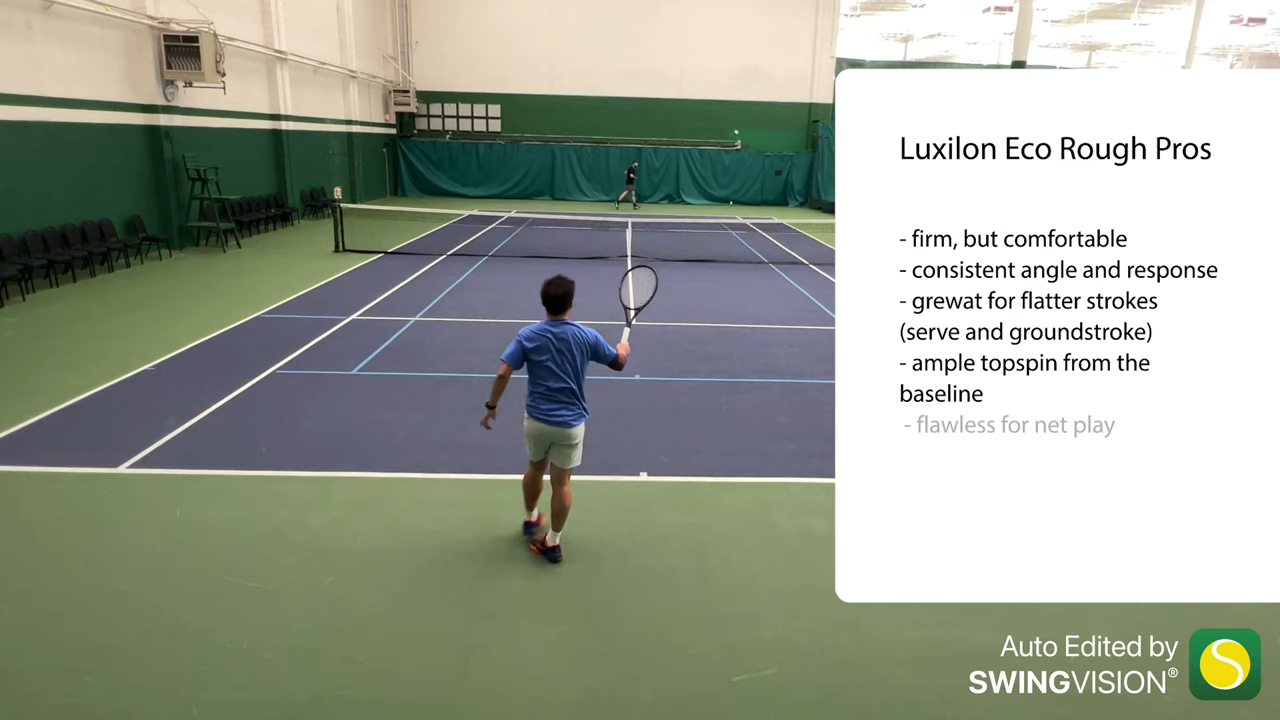 Luxilon Eco Rough Pros
- firm, but comfortable
- consistent angle and response
- grewat for flatter strokes
(serve and groundstroke)
- ample topspin from the
baseline
- flawless for net play
Auto Edited by
SWINGVISION®